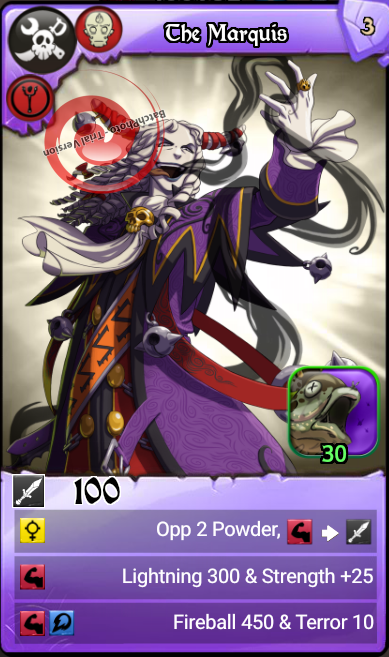 The Marquis
3
BatchPhoto - Trial Version
30
100
Opp 2 Powder,
Lightning 300 & Strength +25
Fireball 450 & Terror 10